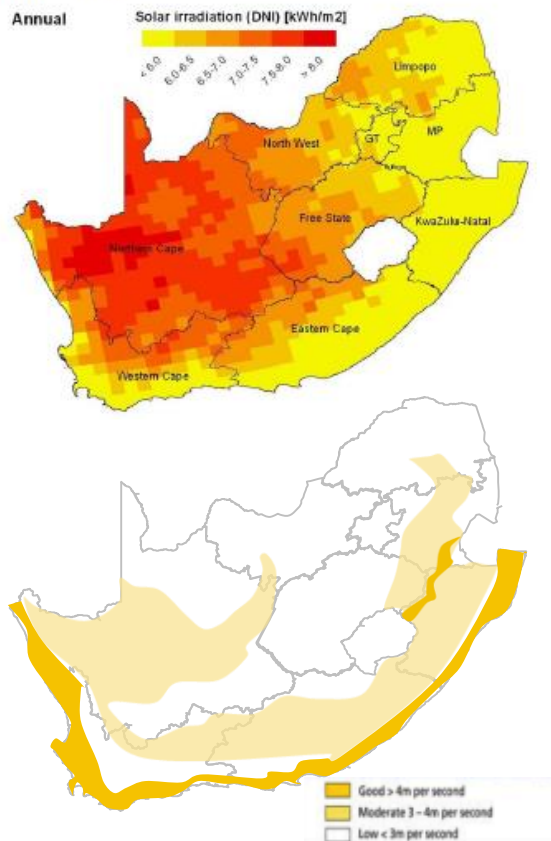 Annual
Solar irradiation (DNI) [kWh/m2]
< 6.0
6.0-6.5
6.5-7.0
7.0-7.5
7.5-8.0
> 8.0
Limpopo
North West
GT
MP
Free State
KwaZulu-Natal
Northern Cape
Eastern Cape
Western Cape
Good > 4m per second
Moderate 3 – 4m per second
Low < 3m per second